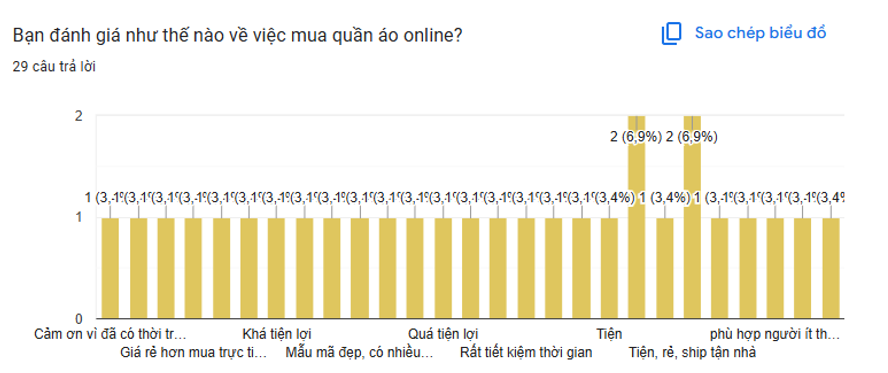 Bạn đánh giá như thế nào về việc mua quần áo online?
Sao chép biểu đồ
29 câu trả lời
2
2 (6,9%) 2 (6,9%)
1 (3,4%) 1 (3,4%) 1
1
0
Cảm ơn vì đã có thời tr…
Khá tiện lợi
Quá tiện lợi
Tiện
phù hợp người ít th…
Giá rẻ hơn mua trực ti…
Mẫu mã đẹp, có nhiều…
Rất tiết kiệm thời gian
Tiện, rẻ, ship tận nhà